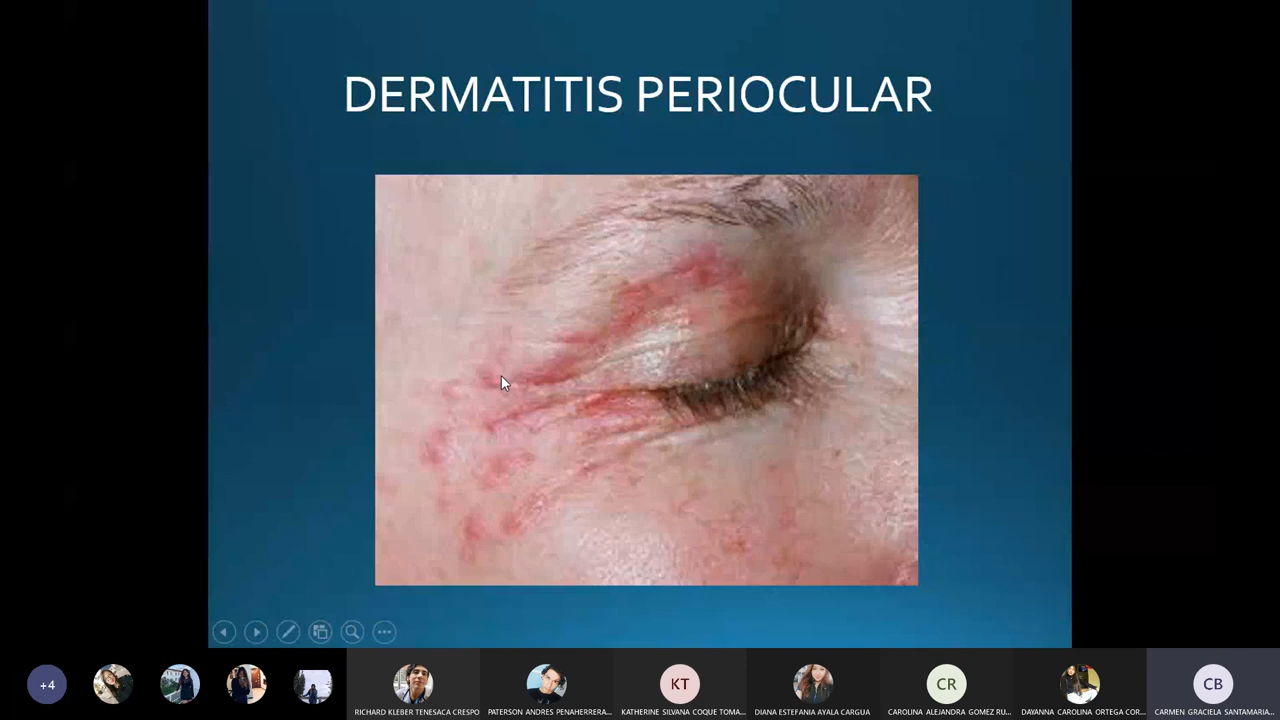 DERMATITIS PERIOCULAR
+4
RICHARD KLEBER TENESACA CRESPO
PATERSON ANDRES PENAHERRERA...
KT
KATHERINE SILVANA COQUE TOMA...
DIANA ESTEFANIA AYALA CARGUA
CR
CAROLINA ALEJANDRA GOMEZ RU...
DAYANNA CAROLINA ORTEGA COR...
CB
CARMEN GRACIELA SANTAMARIA...